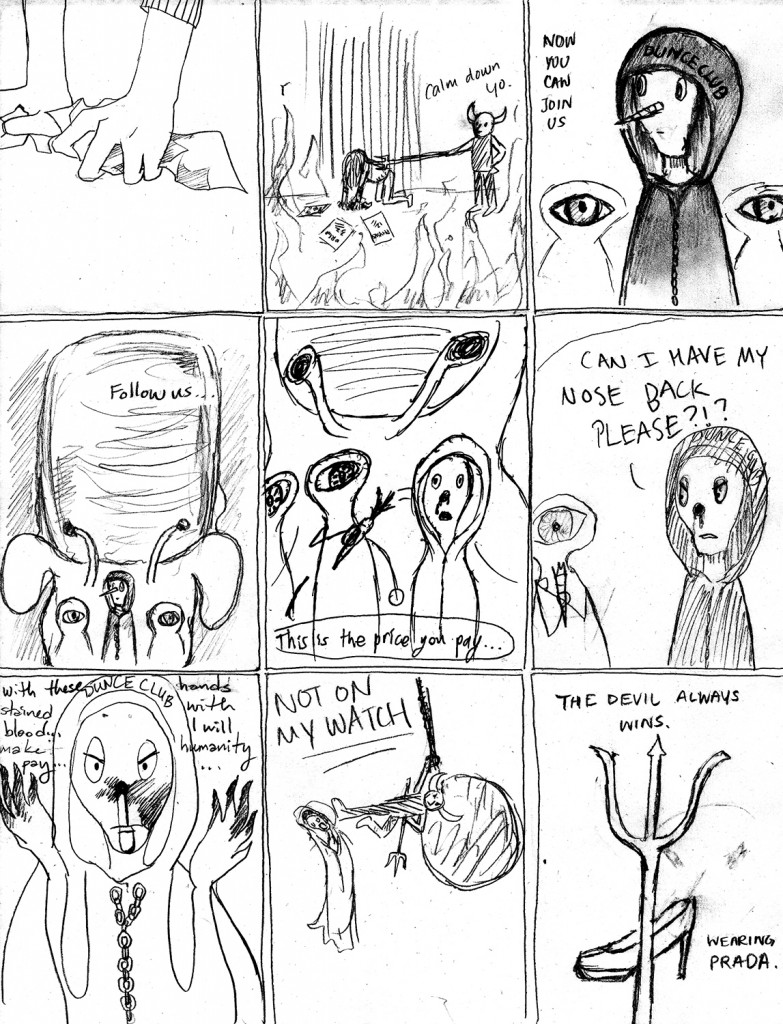 Calm down
yo.
NOW
YOU
CAN
JOIN
US
DUNCE CLUB
Follow us...
This is the price you pay...
CAN I HAVE MY
NOSE BACK
PLEASE?!?
DUNCE
with these
stained
blood...
make
pay...
DUNCE CLUB
hands
with
I will
humanity
...
NOT ON
MY WATCH
THE DEVIL ALWAYS
WINS.
WEARING
PRADA.